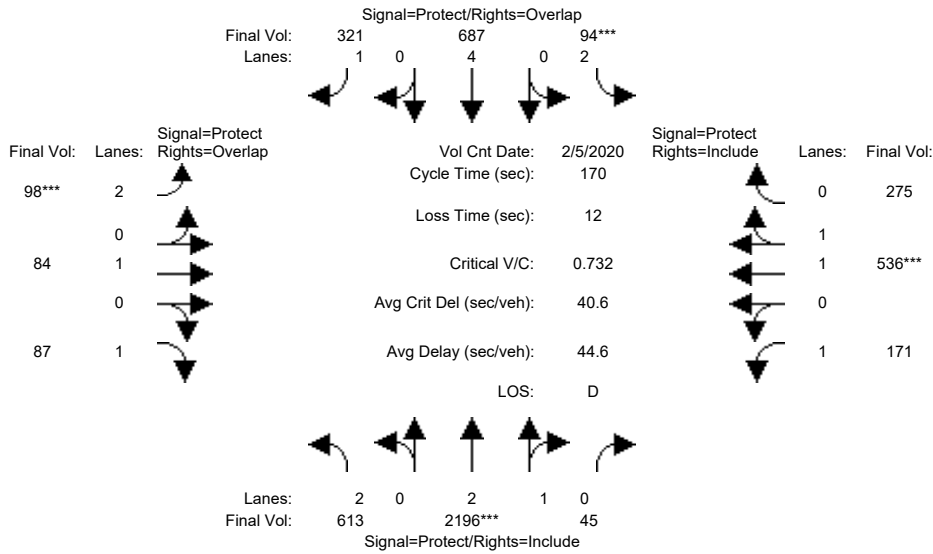 Signal=Protect/Rights=Overlap
Final Vol: 321 687 94***
Lanes: 1 0 4 0 2
Signal=Protect
Final Vol: Lanes: Rights=Overlap
Vol Cnt Date: 2/5/2020
Signal=Protect
Rights=Include Lanes: Final Vol:
Cycle Time (sec): 170
98*** 2
0 275
Loss Time (sec): 12
0
1
84 1
Critical V/C: 0.732
1 536***
0
Avg Crit Del (sec/veh): 40.6
0
87 1
Avg Delay (sec/veh): 44.6
1 171
LOS: D
Lanes: 2 0 2 1 0
Final Vol: 613 2196*** 45
Signal=Protect/Rights=Include